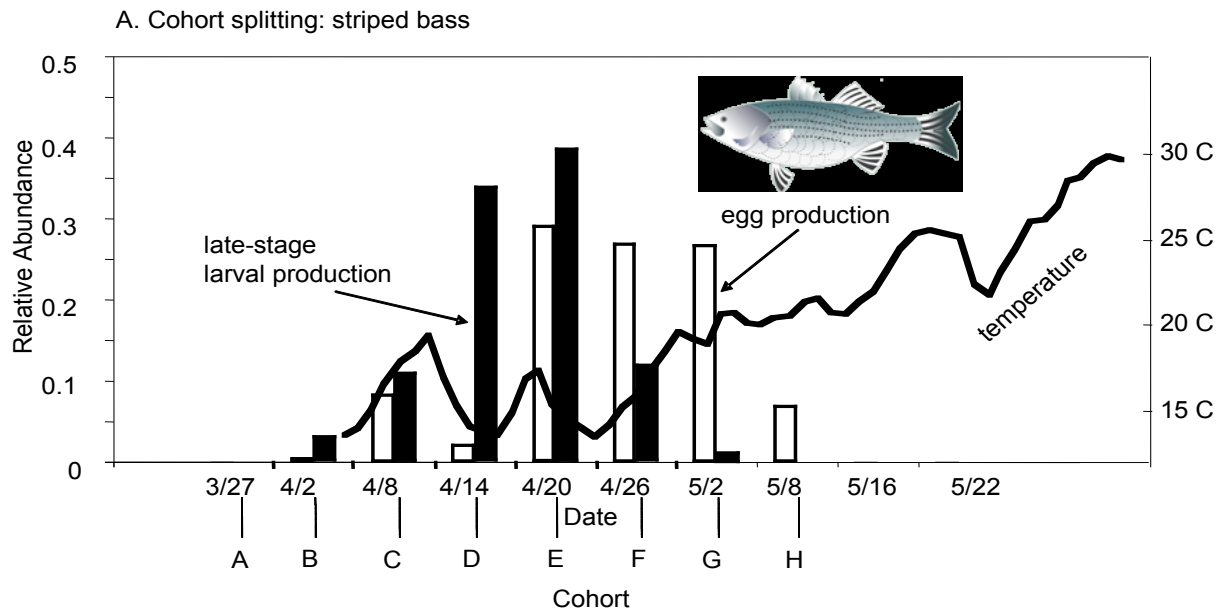 A. Cohort splitting: striped bass
0.5
0.4
0.3
0.2
0.1
0
Relative Abundance
30 C
25 C
20 C
15 C
late-stage
larval production
egg production
temperature
3/27 4/2 4/8 4/14 4/20 4/26 5/2 5/8 5/16 5/22
Date
A B C D E F G H
Cohort